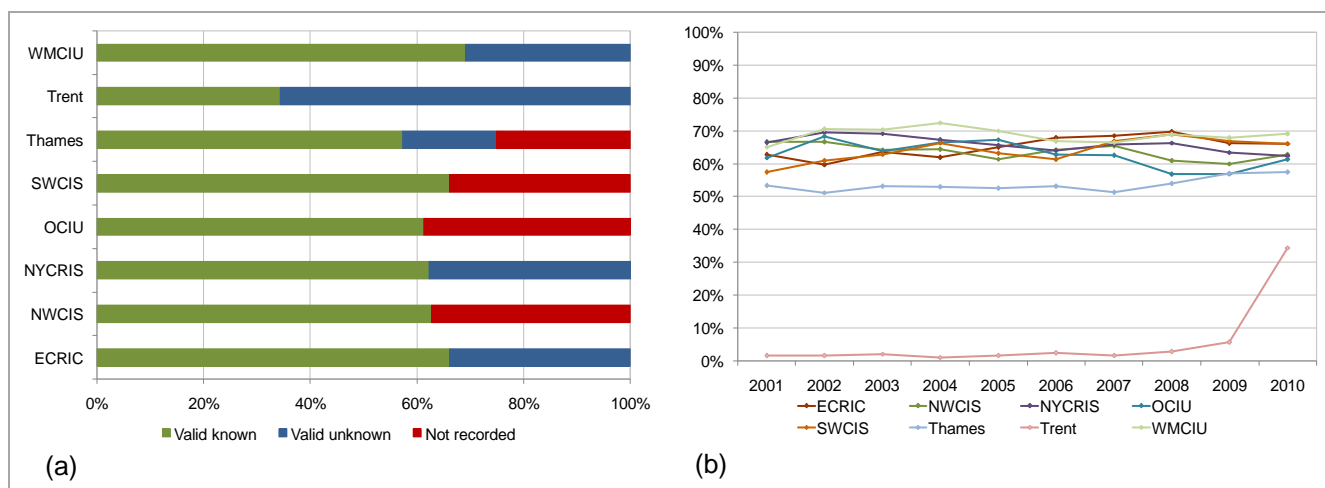 WMCIU
Trent
Thames
SWCIS
OCIU
NYCRIS
NWCIS
ECRIC
0% 20% 40% 60% 80% 100%
Valid known Valid unknown Not recorded
(a)
100%
90%
80%
70%
60%
50%
40%
30%
20%
10%
0%
2001 2002 2003 2004 2005 2006 2007 2008 2009 2010
ECRIC NWCIS NYCRIS OCIU
SWCIS Thames Trent WMCIU
(b)